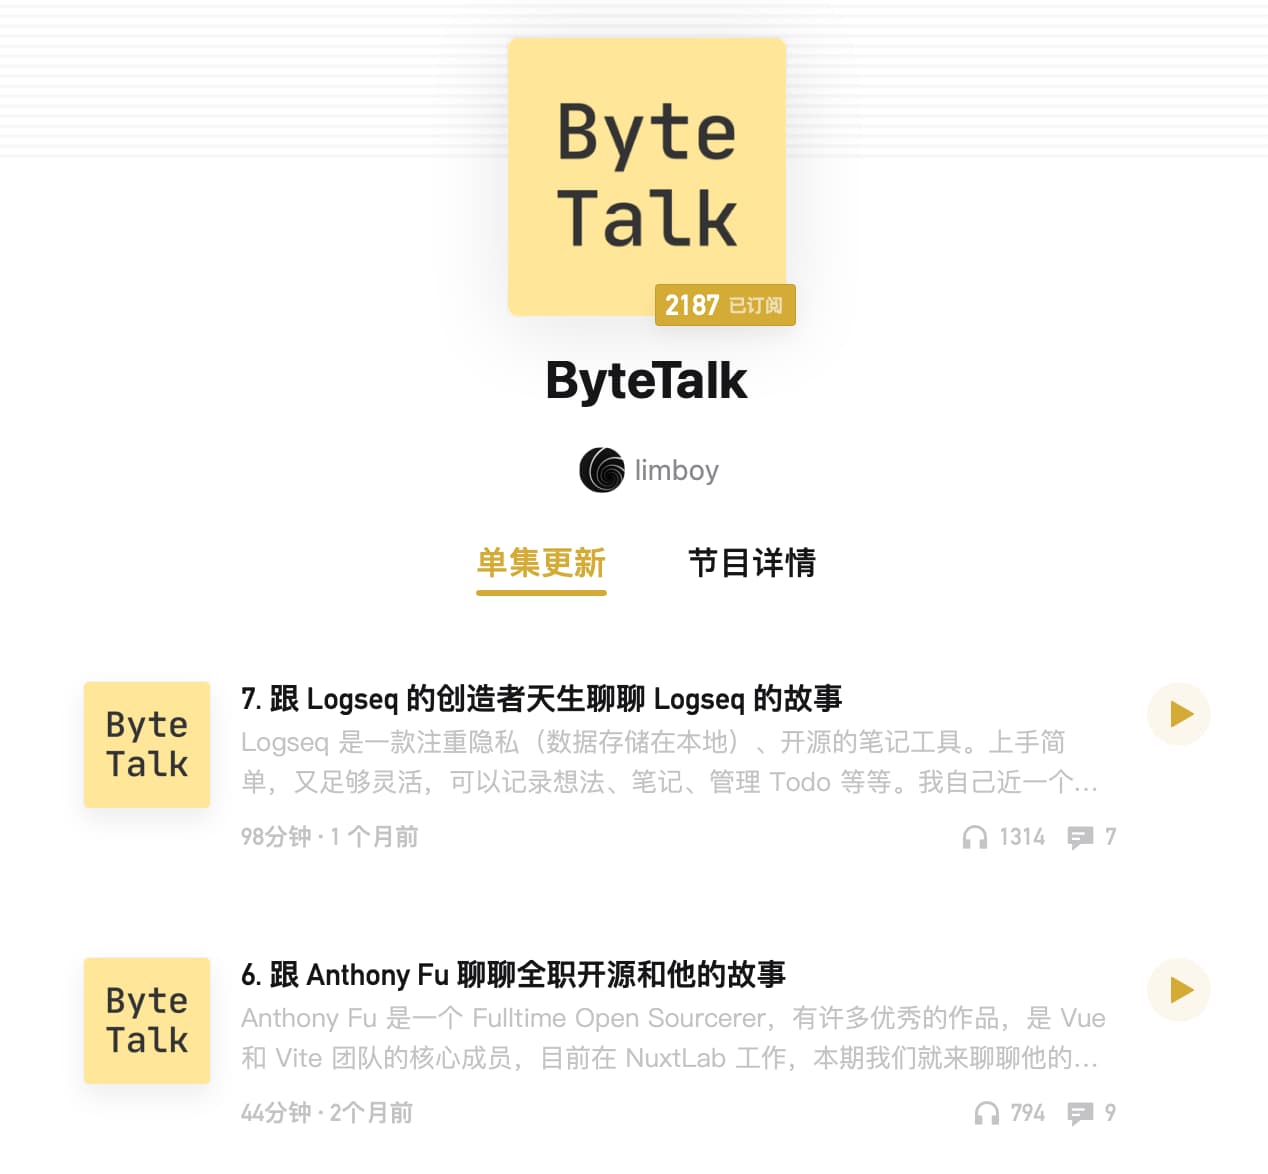 Byte
Talk
2187 已订阅
ByteTalk
limboy
单集更新 节目详情
Byte
Talk
7. 跟 Logseq 的创造者天生聊聊 Logseq 的故事
Logseq 是一款注重隐私（数据存储在本地）、开源的笔记工具。上手简
单，又足够灵活，可以记录想法、笔记、管理 Todo 等等。我自己近一个...
98分钟 · 1 个月前 1314 7
Byte
Talk
6. 跟 Anthony Fu 聊聊全职开源和他的故事
Anthony Fu 是一个 Fulltime Open Sourcerer，有许多优秀的作品，是 Vue
和 Vite 团队的核心成员，目前在 NuxtLab 工作，本期我们就来聊聊他的...
44分钟 · 2个月前 794 9